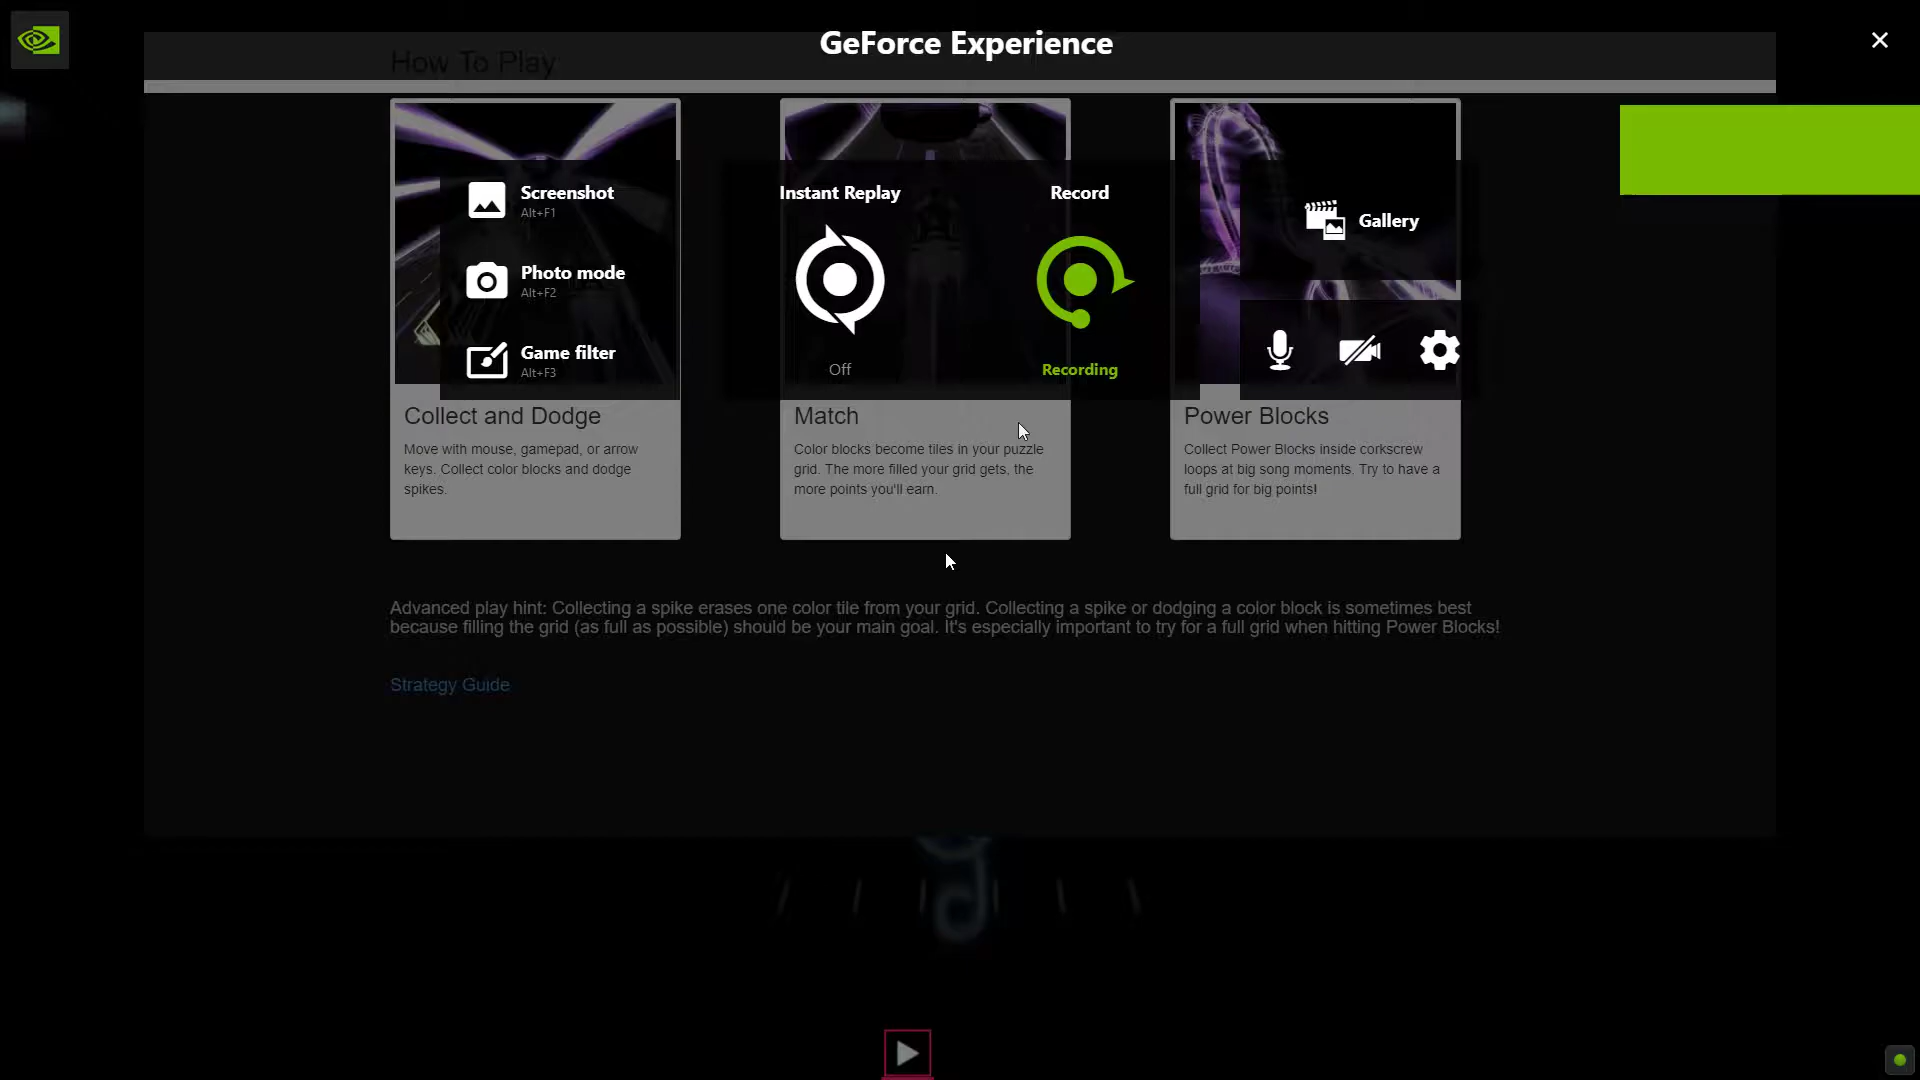 GeForce Experience
How To Play
Screenshot
Alt+F1
Photo mode
Alt+F2
Game filter
Alt+F3
Instant Replay
Off
Record
Recording
Gallery
Collect and Dodge
Move with mouse, gamepad, or arrow
keys. Collect color blocks and dodge
spikes.
Match
Color blocks become tiles in your puzzle
grid. The more filled your grid gets, the
more points you'll earn.
Power Blocks
Collect Power Blocks inside corkscrew
loops at big song moments. Try to have a
full grid for big points!
Advanced play hint: Collecting a spike erases one color tile from your grid. Collecting a spike or dodging a color block is sometimes best
because filling the grid (as full as possible) should be your main goal. It's especially important to try for a full grid when hitting Power Blocks!
Strategy Guide